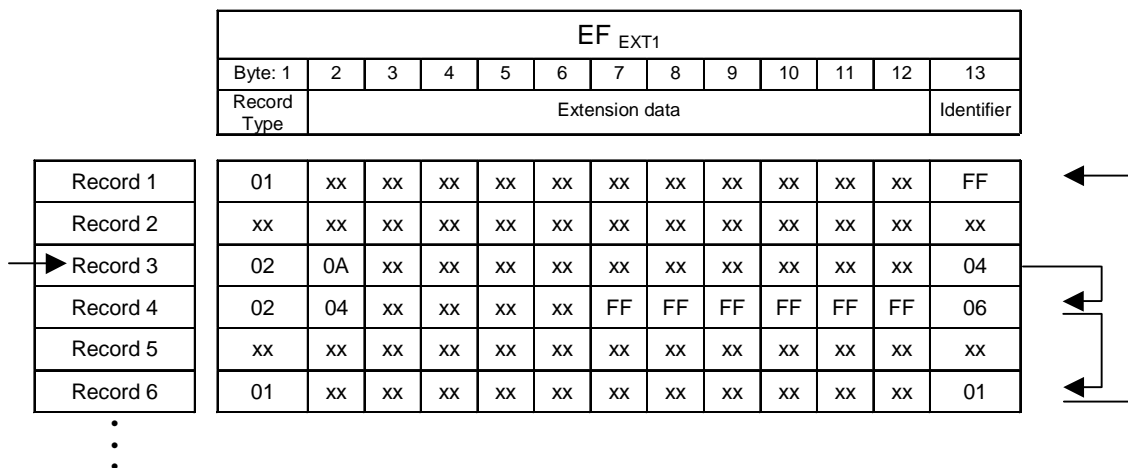 EF EXT1
Byte: 1 2 3 4 5 6 7 8 9 10 11 12 13
Record Type Extension data Identifier
Record 1 01 xx xx xx xx xx xx xx xx xx xx xx FF
Record 2 xx xx xx xx xx xx xx xx xx xx xx xx xx
Record 3 02 0A xx xx xx xx xx xx xx xx xx xx 04
Record 4 02 04 xx xx xx xx FF FF FF FF FF FF 06
Record 5 xx xx xx xx xx xx xx xx xx xx xx xx xx
Record 6 01 xx xx xx xx xx xx xx xx xx xx xx 01